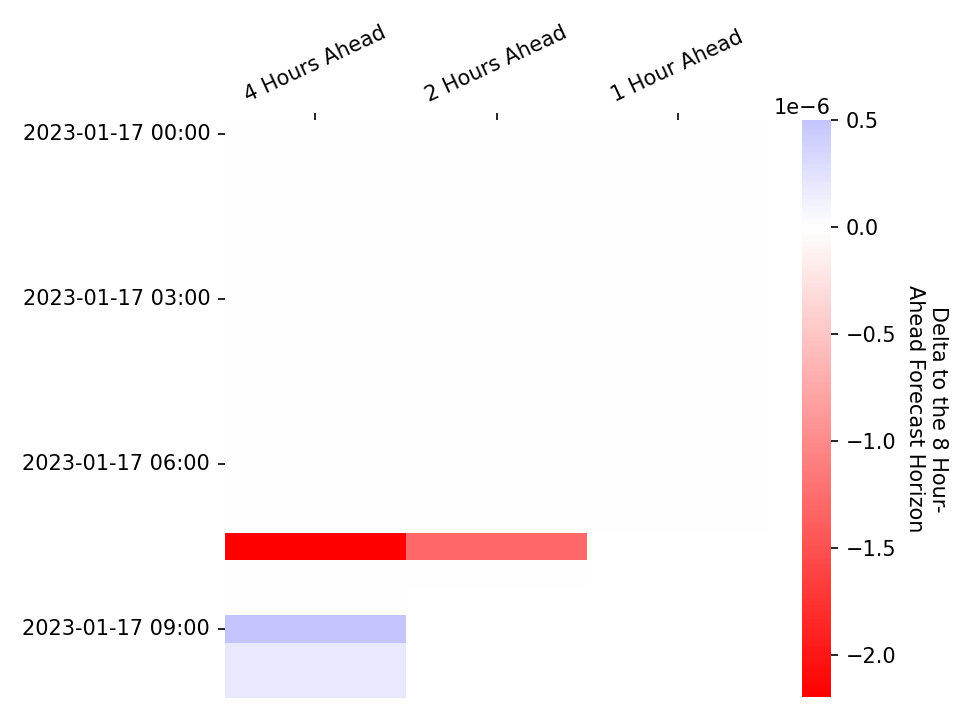 4 Hours Ahead
2 Hours Ahead
1 Hour Ahead
2023-01-17 00:00
2023-01-17 03:00
2023-01-17 06:00
2023-01-17 09:00
1e−6
0.5
0.0
−0.5
−1.0
−1.5
−2.0
Delta to the 8 Hour-
Ahead Forecast Horizon